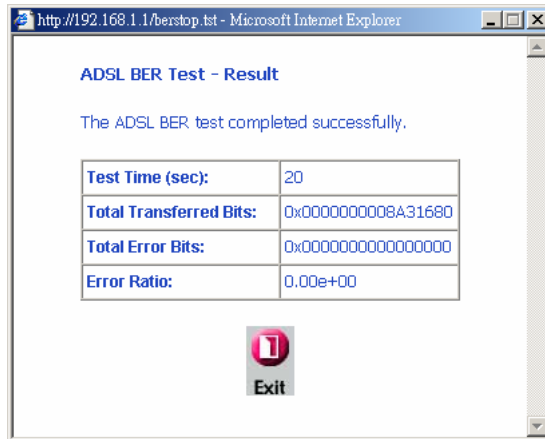 http://192.168.1.1/berstop.tst - Microsoft Internet Explorer
ADSL BER Test - Result
The ADSL BER test completed successfully.
Test Time (sec): 20
Total Transferred Bits: 0x0000000008A31680
Total Error Bits: 0x0000000000000000
Error Ratio: 0.00e+00
Exit